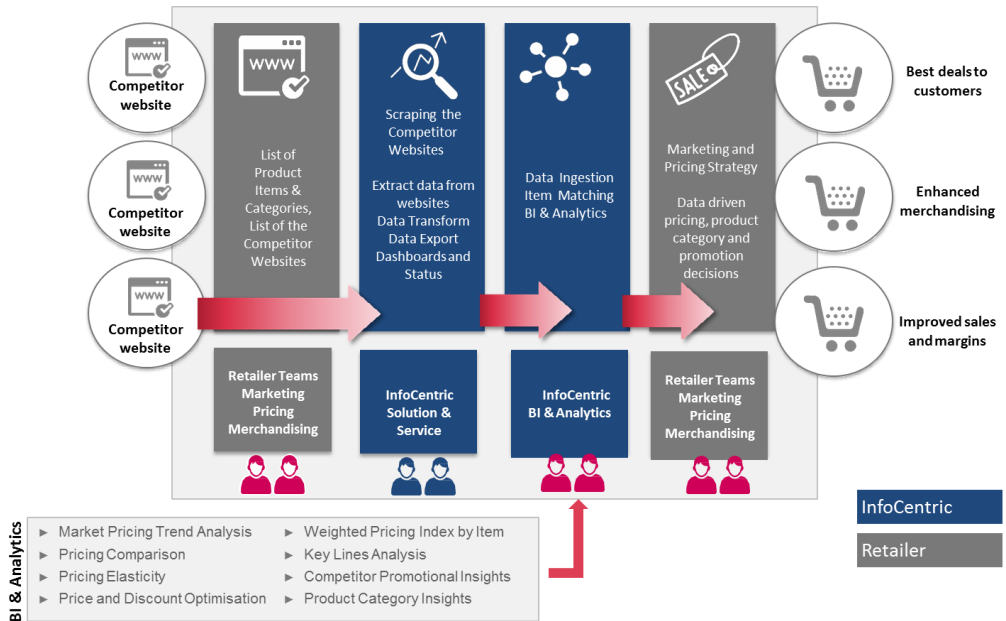 www
Competitor
website
www
Competitor
website
www
Competitor
website
www
List of
Product
Items &
Categories,
List of the
Competitor
Websites
Scraping the
Competitor
Websites
Extract data from
websites
Data Transform
Data Export
Dashboards and
Status
Data Ingestion
Item Matching
BI & Analytics
SALE
Marketing and
Pricing Strategy
Data driven
pricing, product
category and
promotion
decisions
Best deals to
customers
Enhanced
merchandising
Improved sales
and margins
Retailer Teams
Marketing
Pricing
Merchandising
InfoCentric
Solution &
Service
InfoCentric
BI & Analytics
Retailer Teams
Marketing
Pricing
Merchandising
BI & Analytics
► Market Pricing Trend Analysis
► Pricing Comparison
► Pricing Elasticity
► Price and Discount Optimisation
► Weighted Pricing Index by Item
► Key Lines Analysis
► Competitor Promotional Insights
► Product Category Insights
InfoCentric
Retailer